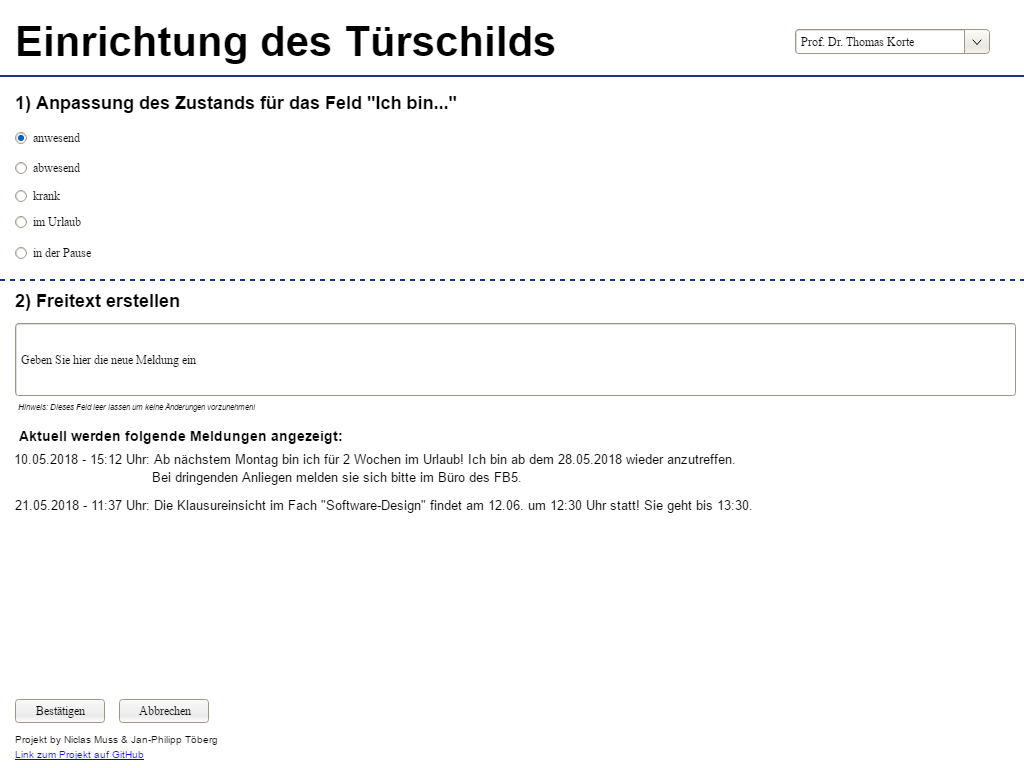 Einrichtung des Türschilds
Prof. Dr. Thomas Korte
1) Anpassung des Zustands für das Feld "Ich bin..."
anwesend
abwesend
krank
im Urlaub
in der Pause
2) Freitext erstellen
Geben Sie hier die neue Meldung ein
Hinweis: Dieses Feld leer lassen um keine Änderungen vorzunehmen!
Aktuell werden folgende Meldungen angezeigt:
10.05.2018 - 15:12 Uhr: Ab nächstem Montag bin ich für 2 Wochen im Urlaub! Ich bin ab dem 28.05.2018 wieder anzutreffen.
Bei dringenden Anliegen melden sie sich bitte im Büro des FB5.
21.05.2018 - 11:37 Uhr: Die Klausureinsicht im Fach "Software-Design" findet am 12.06. um 12:30 Uhr statt! Sie geht bis 13:30.
Bestätigen
Abbrechen
Projekt by Niclas Muss & Jan-Philipp Töberg
Link zum Projekt auf GitHub